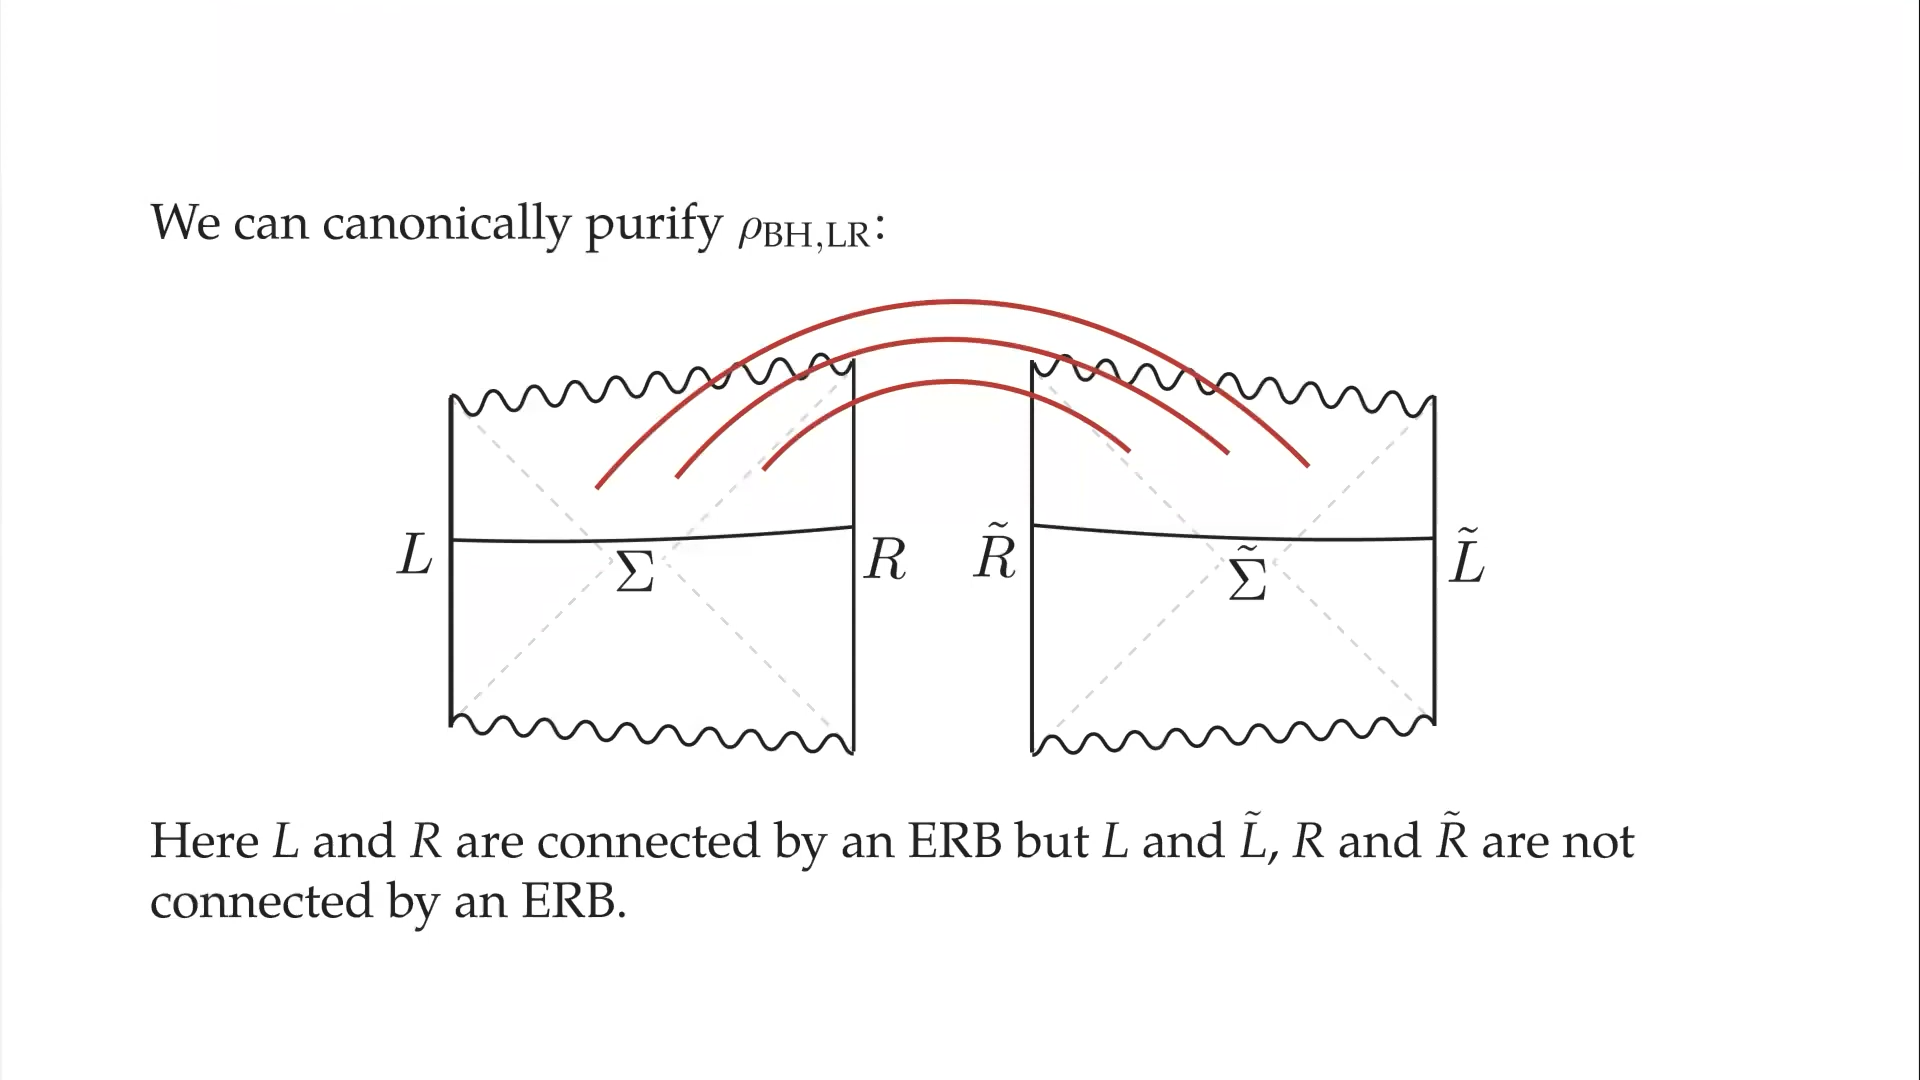 We can canonically purify ρ_BH,LR:
L Σ R R̃ Σ̃ L̃
Here L and R are connected by an ERB but L and L̃, R and R̃ are not
connected by an ERB.